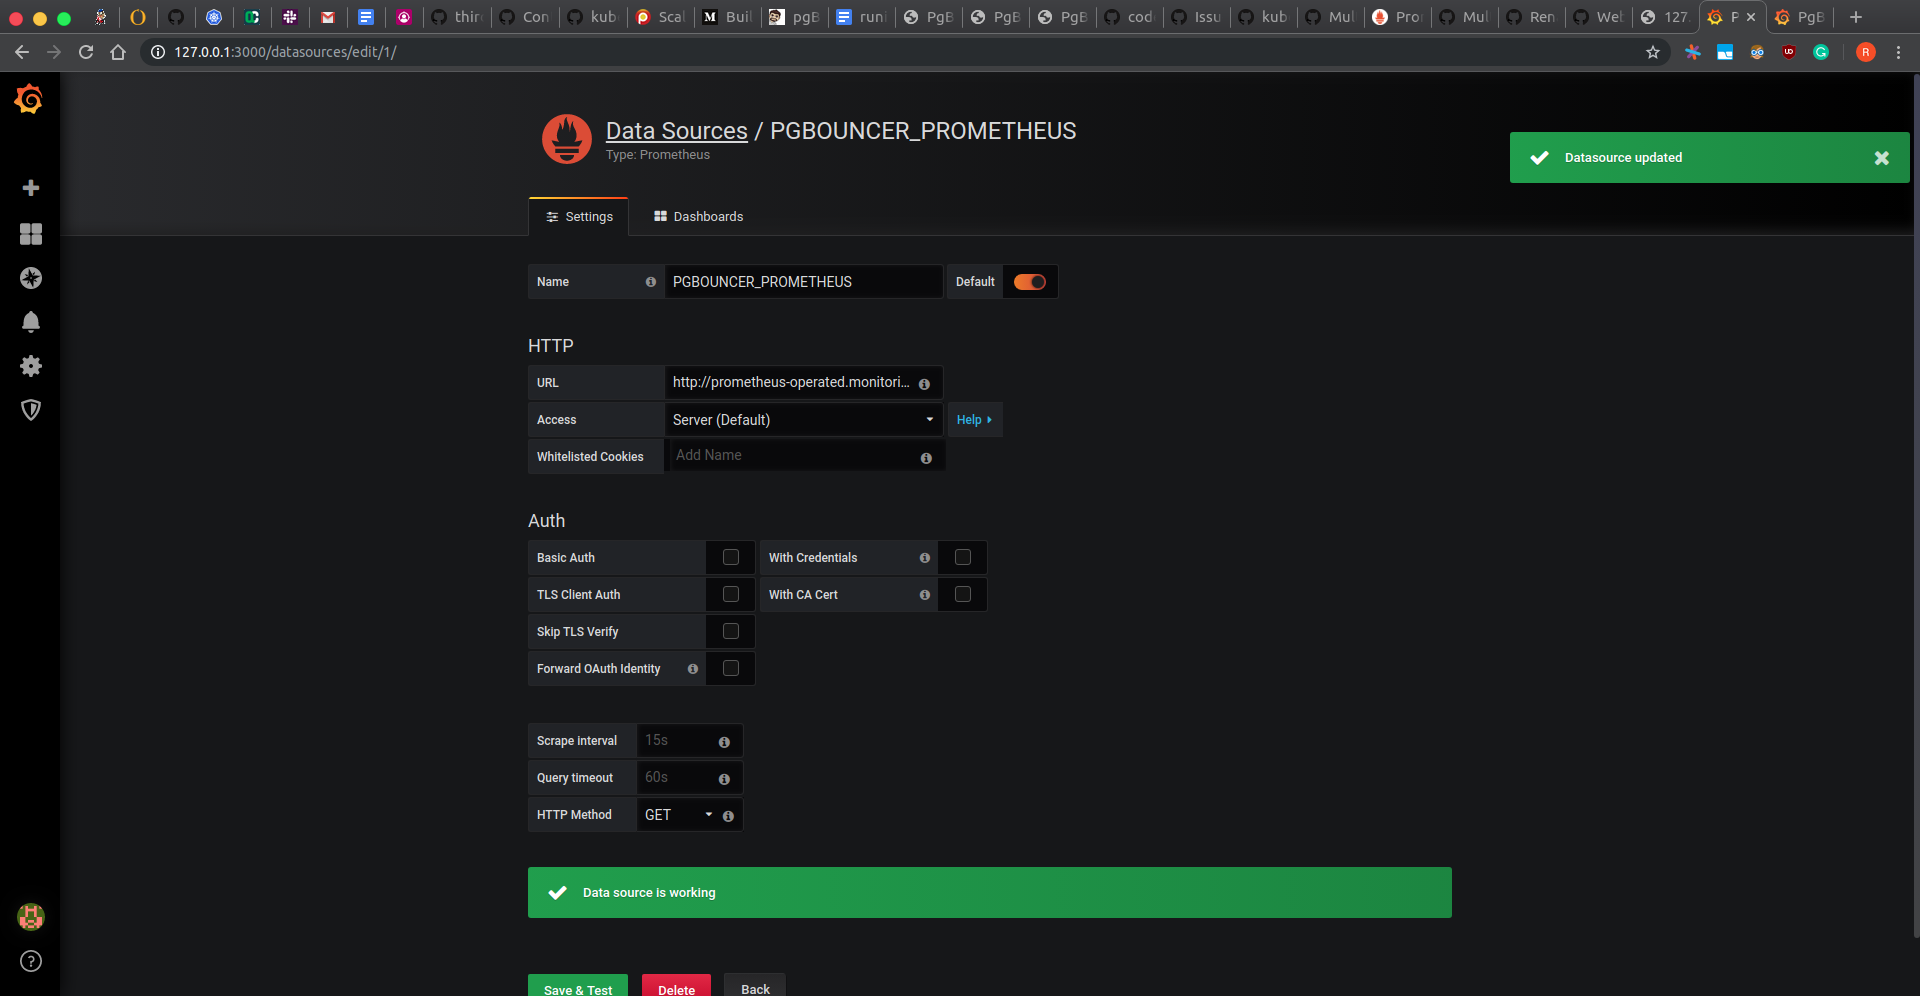 thir
Con
kub
Scal
M Buil
pgB
runi
PgB
PgB
PgB
cod
Issu
kub
Mul
Pro
Mul
Ren
Wel
127.
PgB
127.0.0.1:3000/datasources/edit/1/
R
Data Sources / PGBOUNCER_PROMETHEUS
Type: Prometheus
Datasource updated
Settings
Dashboards
Name
PGBOUNCER_PROMETHEUS
Default
HTTP
URL
http://prometheus-operated.monitori...
Access
Server (Default)
Help
Whitelisted Cookies
Add Name
Auth
Basic Auth
With Credentials
TLS Client Auth
With CA Cert
Skip TLS Verify
Forward OAuth Identity
Scrape interval
15s
Query timeout
60s
HTTP Method
GET
Data source is working
Save & Test
Delete
Back